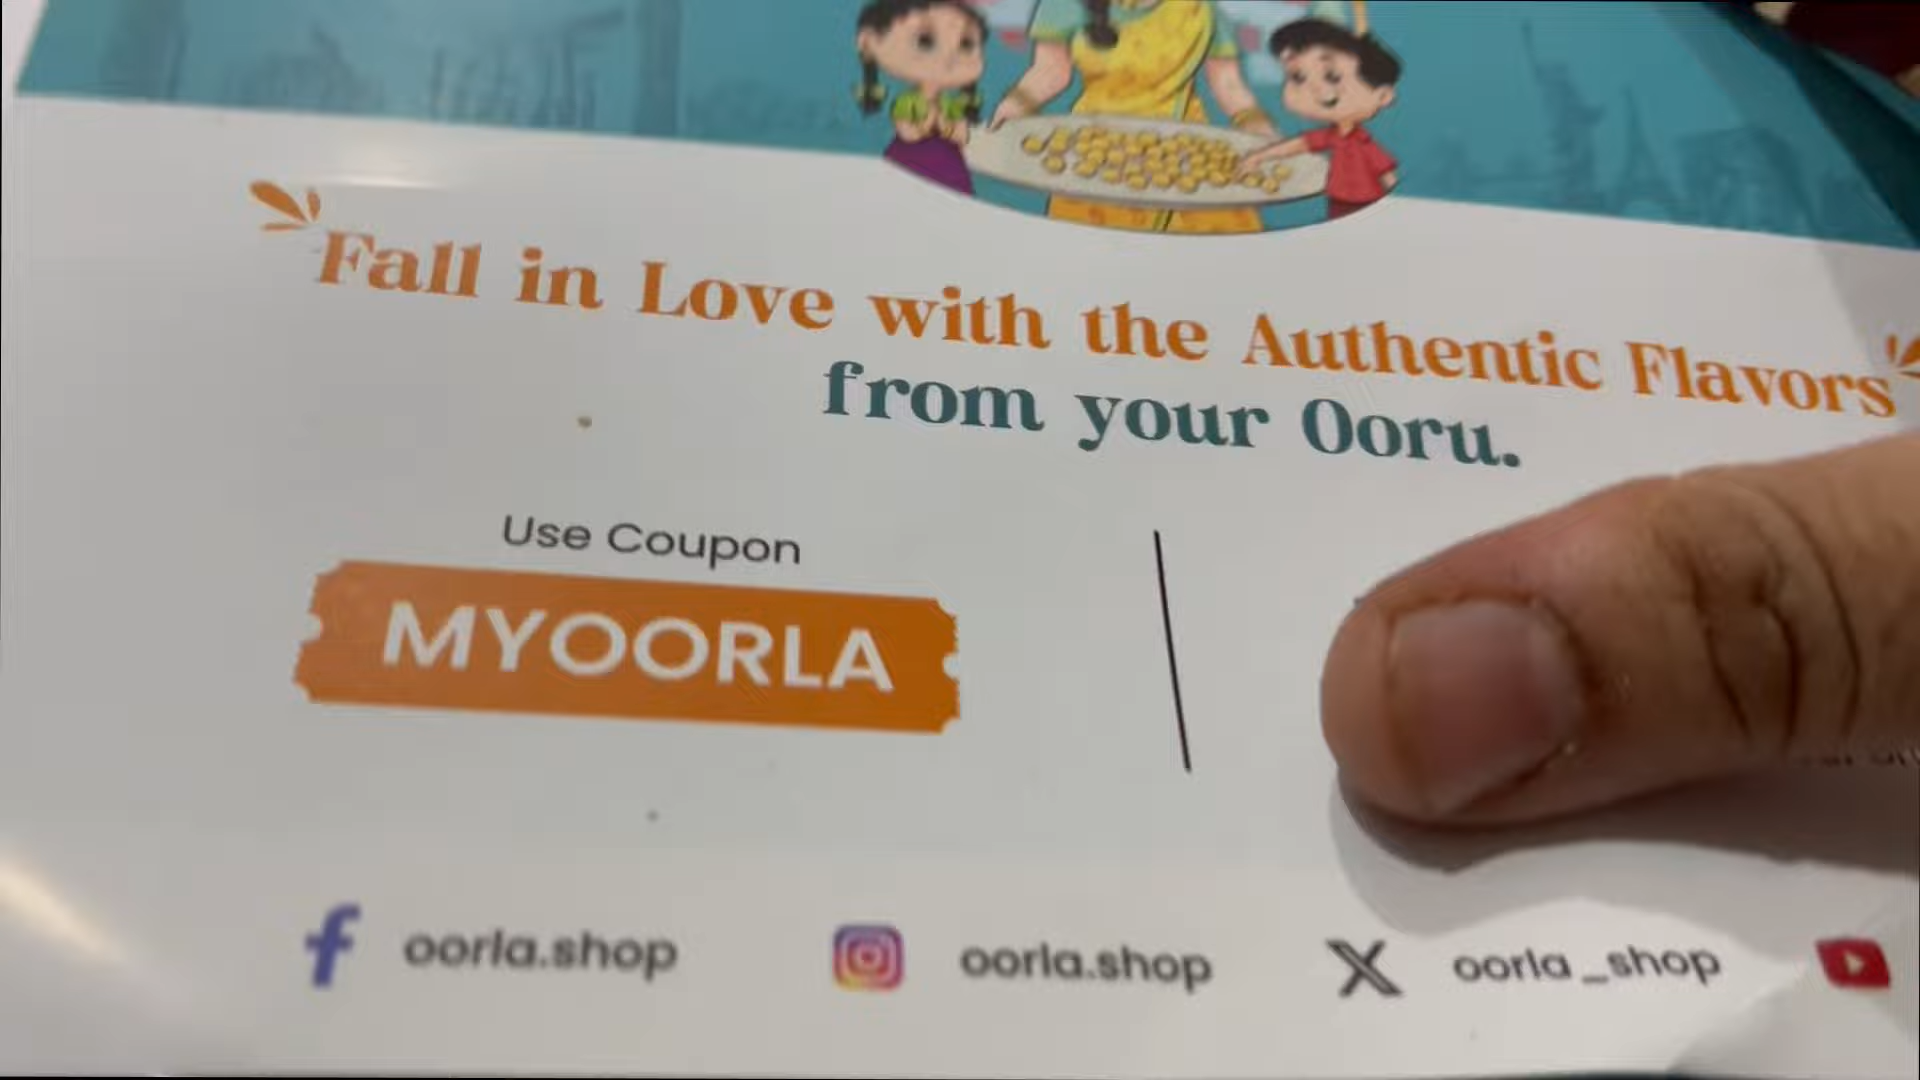 Fall in Love with the Authentic Flavors
from your Ooru.
Use Coupon
MYOORLA
oorla.shop
oorla.shop
oorla_shop